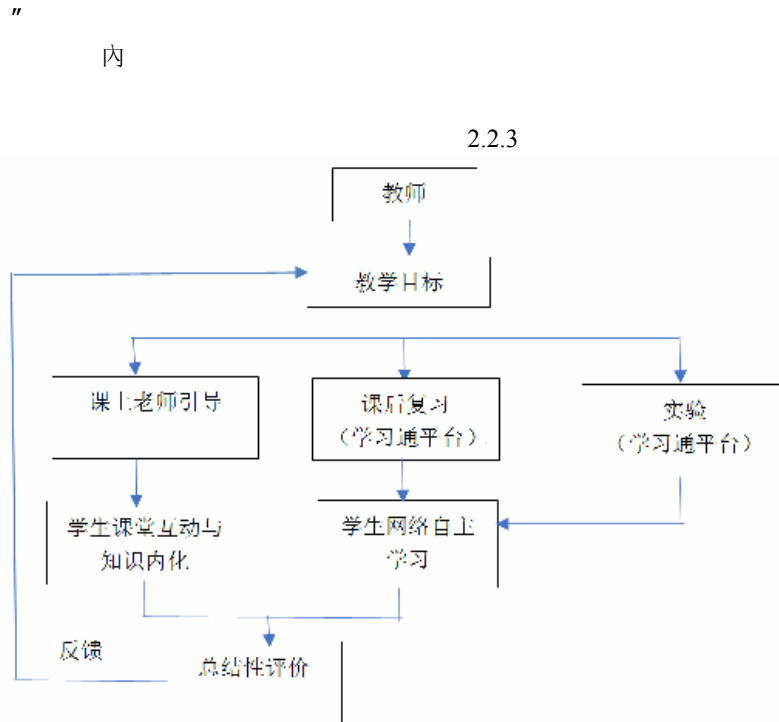 "
內
2.2.3
教师
教学目标
课上老师引导
课后复习
(学习通平台)
实验
(学习通平台)
学生课堂互动与
知识内化
学生网络自主
学习
反馈
总结性评价